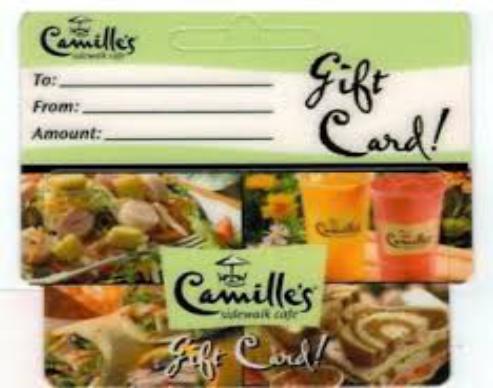 Camille's
sidewalk cafe
To:
From:
Amount:
Gift
Card!
Camille's
Camille's
Camille's
sidewalk cafe
Gift Card!